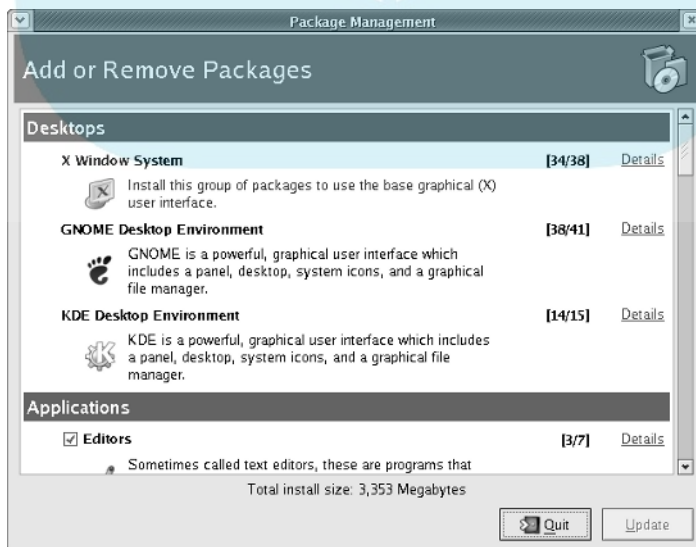 Package Management
Add or Remove Packages
Desktops
X Window System [34/38] Details
Install this group of packages to use the base graphical (X)
user interface.
GNOME Desktop Environment [38/41] Details
GNOME is a powerful, graphical user interface which
includes a panel, desktop, system icons, and a graphical
file manager.
KDE Desktop Environment [14/15] Details
KDE is a powerful, graphical user interface which includes
a panel, desktop, system icons, and a graphical file
manager.
Applications
Editors [3/7] Details
Sometimes called text editors, these are programs that
Total install size: 3,353 Megabytes
Quit Update